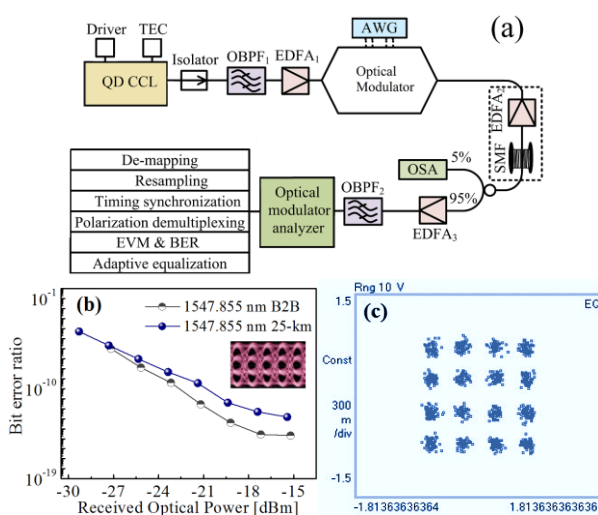 Driver TEC
AWG
(a)
Isolator
OBPF₁ EDFA₁
QD CCL
Optical
Modulator
EDFA₂
SMF
De-mapping
Resampling
Timing synchronization
Polarization demultiplexing
EVM & BER
Adaptive equalization
Optical
modulator
analyzer
OBPF₂
OSA
5%
95%
EDFA₃
(b)
1547.855 nm B2B
1547.855 nm 25-km
Bit error ratio
10⁻¹
10⁻¹⁰
10⁻¹⁹
-30 -27 -24 -21 -18 -15
Received Optical Power [dBm]
Rng 10 V
1.5
(c)
EQ
Const
300
m
/div
-1.5
-1.81363636364
1.8136363636